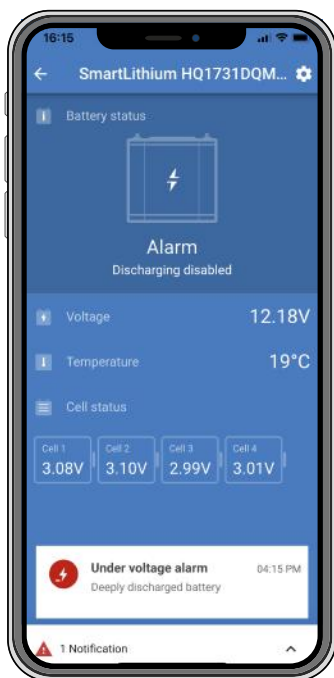 16:15
SmartLithium HQ1731DQM...
Battery status
Alarm
Discharging disabled
Voltage 12.18V
Temperature 19°C
Cell status
Cell 1 Cell 2 Cell 3 Cell 4
3.08V 3.10V 2.99V 3.01V
Under voltage alarm 04:15 PM
Deeply discharged battery
1 Notification